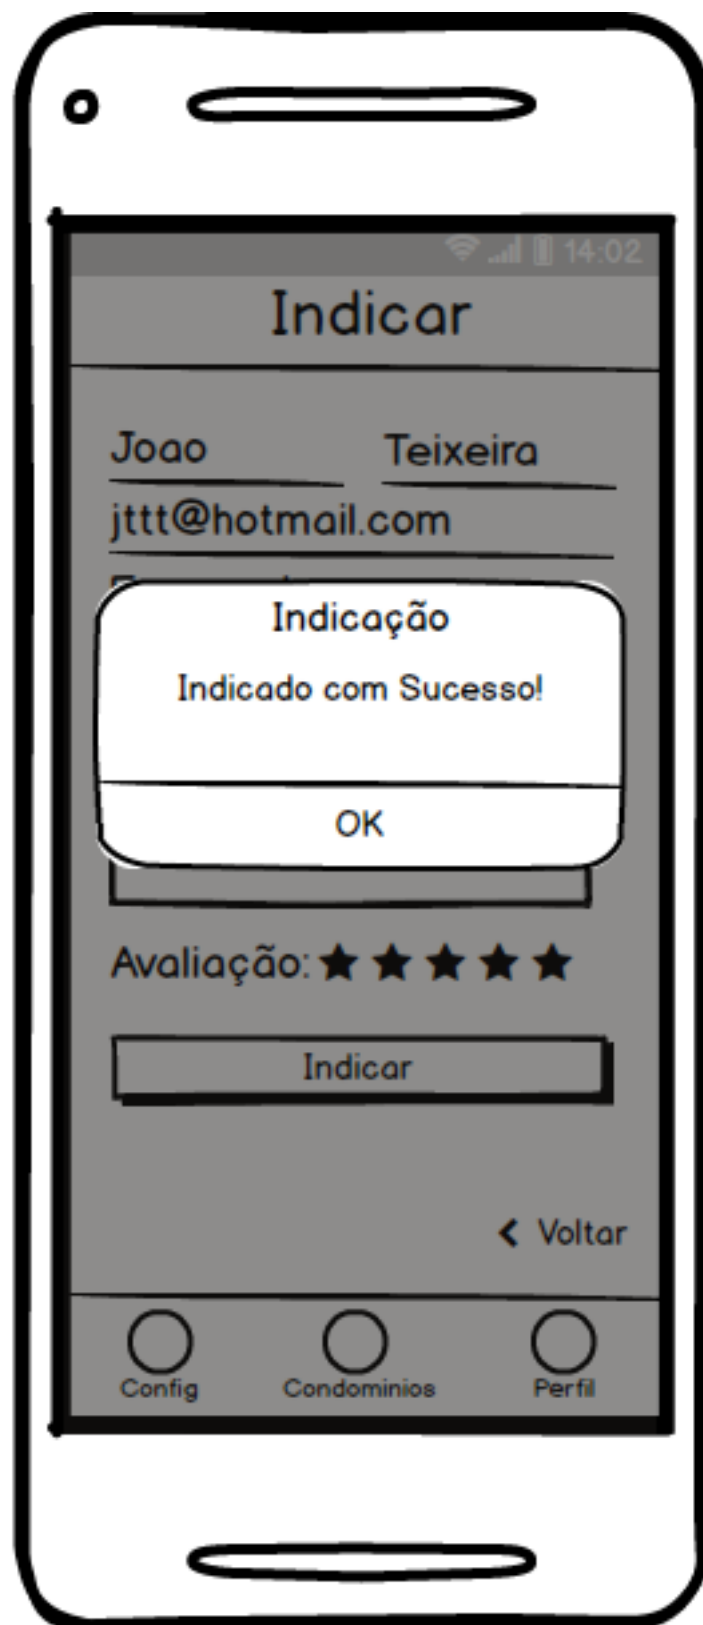 14:02
Indicar
Joao Teixeira
jttt@hotmail.com
Indicação
Indicado com Sucesso!
OK
Avaliação:
Indicar
Voltar
Config Condominios Perfil